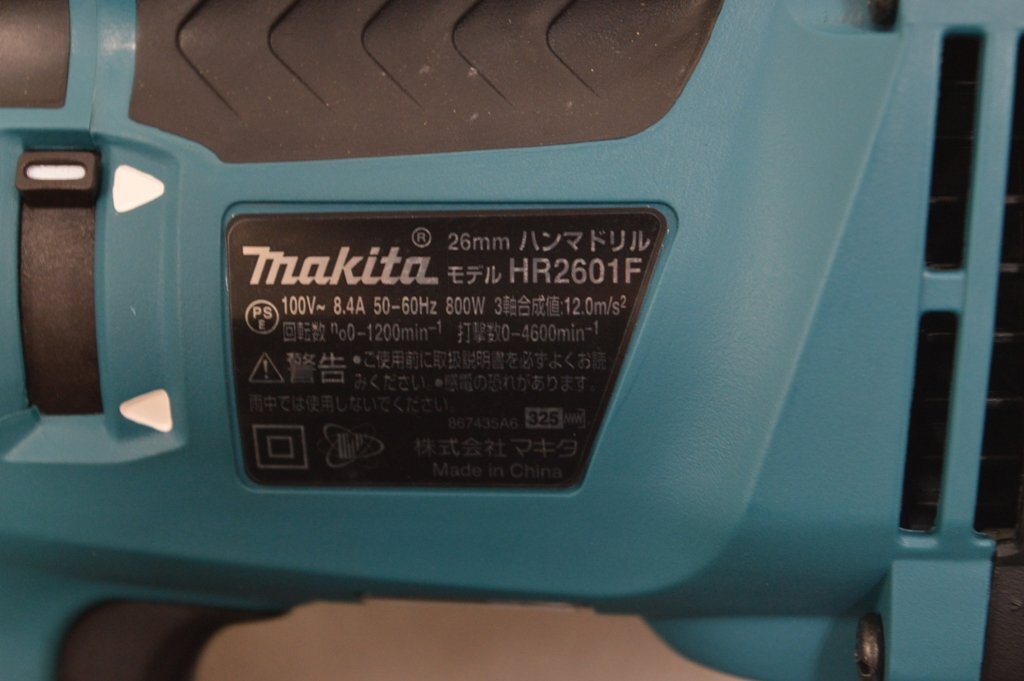 makita® 26mm ハンマドリル
モデル HR2601F
PS E 100V~ 8.4A 50-60Hz 800W 3軸合成値:12.0m/s²
回転数 n₀0-1200min⁻¹ 打撃数0-4600min⁻¹
警告 •ご使用前に取扱説明書を必ずよくお読
みください。•感電の恐れがあります。
雨中では使用しないでください。
867435A6 325
株式会社 マキタ
Made in China